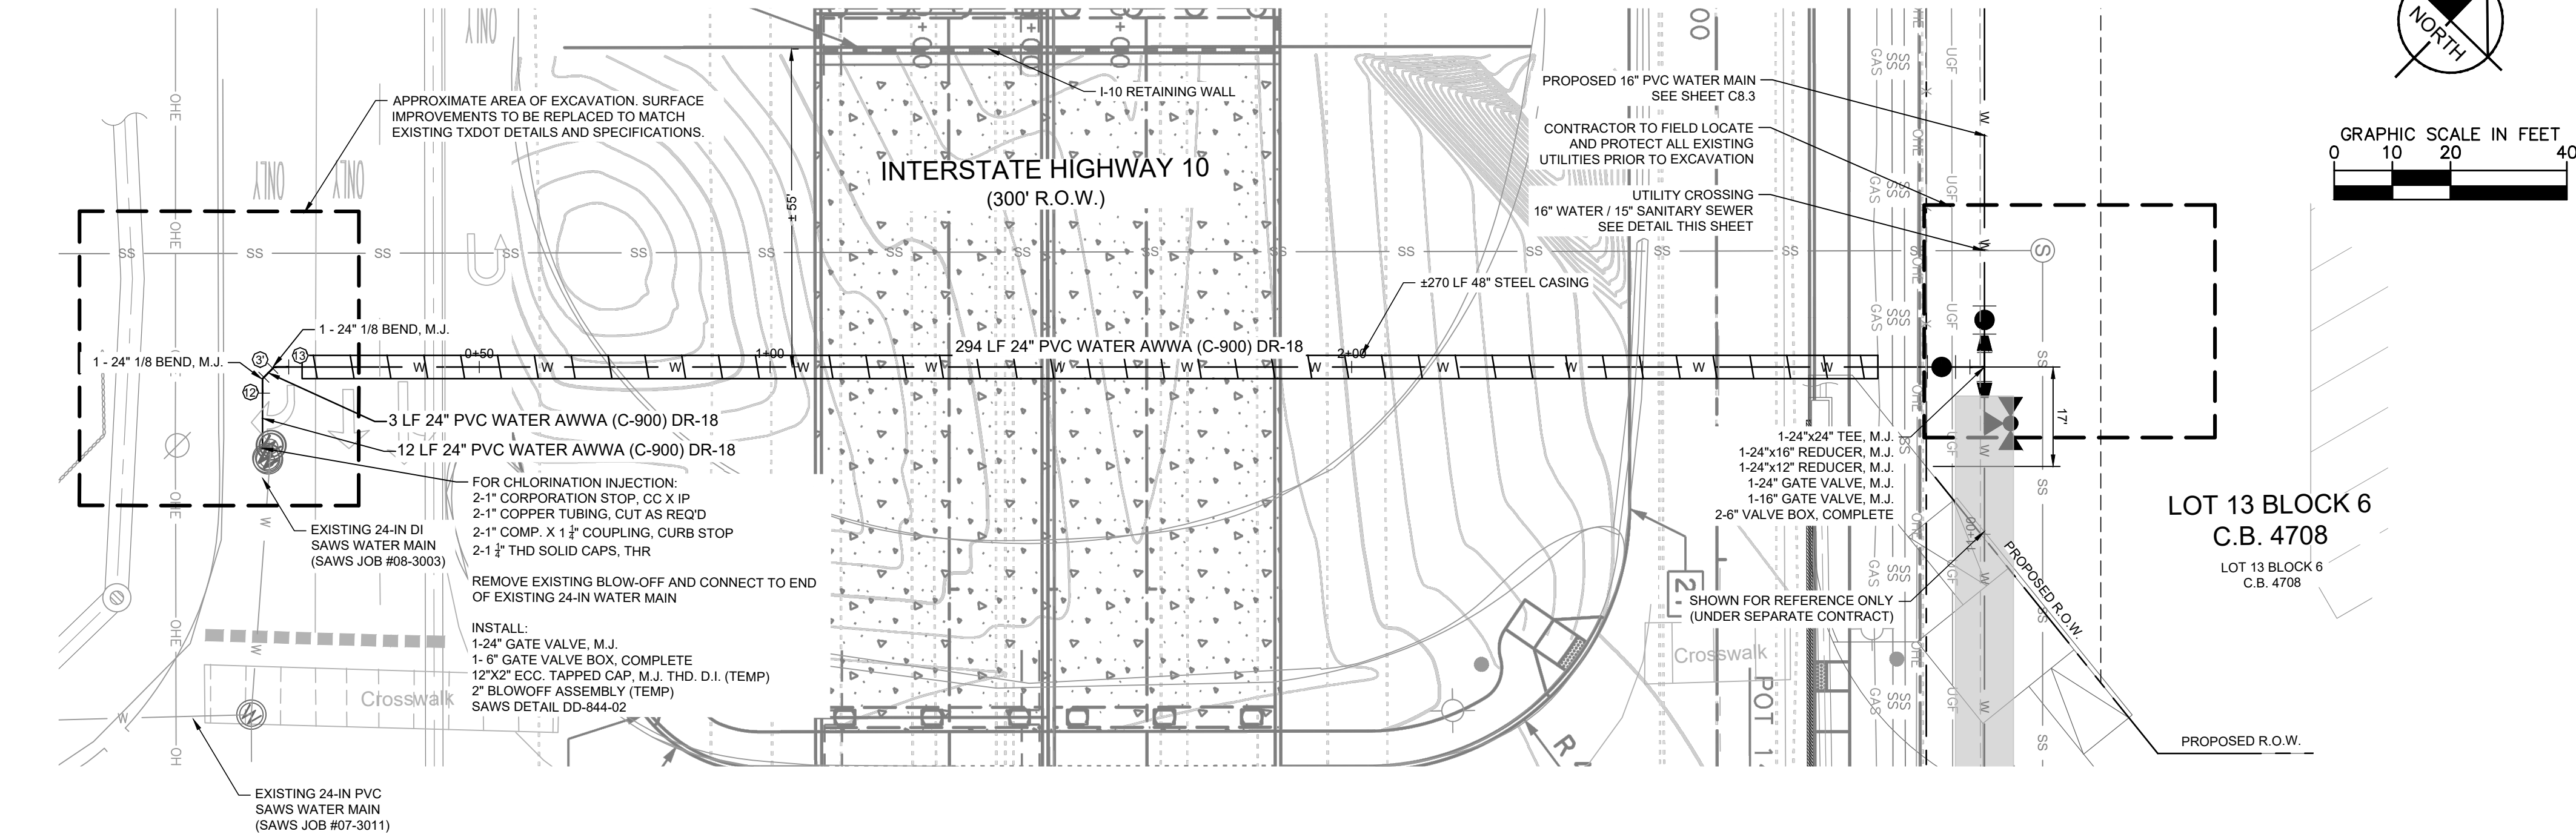 ONLY
ONLY
ONLY
NORTH
GRAPHIC SCALE IN FEET
0 10 20 40
APPROXIMATE AREA OF EXCAVATION. SURFACE
IMPROVEMENTS TO BE REPLACED TO MATCH
EXISTING TXDOT DETAILS AND SPECIFICATIONS.
I-10 RETAINING WALL
INTERSTATE HIGHWAY 10
(300' R.O.W.)
± 55'
PROPOSED 16" PVC WATER MAIN
SEE SHEET C8.3
CONTRACTOR TO FIELD LOCATE
AND PROTECT ALL EXISTING
UTILITIES PRIOR TO EXCAVATION
UTILITY CROSSING
16" WATER / 15" SANITARY SEWER
SEE DETAIL THIS SHEET
±270 LF 48" STEEL CASING
1 - 24" 1/8 BEND, M.J.
1 - 24" 1/8 BEND, M.J.
3'
13
12
0+50
1+00
294 LF 24" PVC WATER AWWA (C-900) DR-18
2+00
3 LF 24" PVC WATER AWWA (C-900) DR-18
12 LF 24" PVC WATER AWWA (C-900) DR-18
FOR CHLORINATION INJECTION:
2-1" CORPORATION STOP, CC X IP
2-1" COPPER TUBING, CUT AS REQ'D
2-1" COMP. X 1 1/4" COUPLING, CURB STOP
2-1 1/4" THD SOLID CAPS, THR
REMOVE EXISTING BLOW-OFF AND CONNECT TO END
OF EXISTING 24-IN WATER MAIN
INSTALL:
1-24" GATE VALVE, M.J.
1- 6" GATE VALVE BOX, COMPLETE
12"X2" ECC. TAPPED CAP, M.J. THD. D.I. (TEMP)
2" BLOWOFF ASSEMBLY (TEMP)
SAWS DETAIL DD-844-02
EXISTING 24-IN DI
SAWS WATER MAIN
(SAWS JOB #08-3003)
EXISTING 24-IN PVC
SAWS WATER MAIN
(SAWS JOB #07-3011)
Crosswalk
1-24"x24" TEE, M.J.
1-24"x16" REDUCER, M.J.
1-24"x12" REDUCER, M.J.
1-24" GATE VALVE, M.J.
1-16" GATE VALVE, M.J.
2-6" VALVE BOX, COMPLETE
17'
SHOWN FOR REFERENCE ONLY
(UNDER SEPARATE CONTRACT)
Crosswalk
POT 1
LOT 13 BLOCK 6
C.B. 4708
LOT 13 BLOCK 6
C.B. 4708
PROPOSED R.O.W.
PROPOSED R.O.W.
OHE
SS
W
GAS
UGF
S